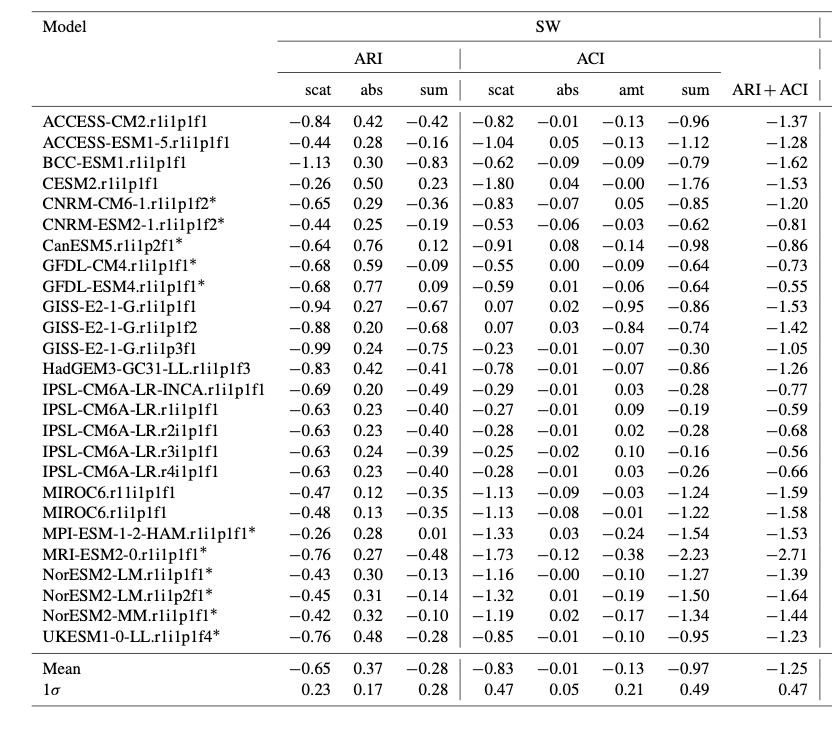 Model SW
ARI ACI
scat abs sum scat abs amt sum ARI + ACI
ACCESS-CM2.r1i1p1f1 −0.84 0.42 −0.42 −0.82 −0.01 −0.13 −0.96 −1.37
ACCESS-ESM1-5.r1i1p1f1 −0.44 0.28 −0.16 −1.04 0.05 −0.13 −1.12 −1.28
BCC-ESM1.r1i1p1f1 −1.13 0.30 −0.83 −0.62 −0.09 −0.09 −0.79 −1.62
CESM2.r1i1p1f1 −0.26 0.50 0.23 −1.80 0.04 −0.00 −1.76 −1.53
CNRM-CM6-1.r1i1p1f2* −0.65 0.29 −0.36 −0.83 −0.07 0.05 −0.85 −1.20
CNRM-ESM2-1.r1i1p1f2* −0.44 0.25 −0.19 −0.53 −0.06 −0.03 −0.62 −0.81
CanESM5.r1i1p2f1* −0.64 0.76 0.12 −0.91 0.08 −0.14 −0.98 −0.86
GFDL-CM4.r1i1p1f1* −0.68 0.59 −0.09 −0.55 0.00 −0.09 −0.64 −0.73
GFDL-ESM4.r1i1p1f1* −0.68 0.77 0.09 −0.59 0.01 −0.06 −0.64 −0.55
GISS-E2-1-G.r1i1p1f1 −0.94 0.27 −0.67 0.07 0.02 −0.95 −0.86 −1.53
GISS-E2-1-G.r1i1p1f2 −0.88 0.20 −0.68 0.07 0.03 −0.84 −0.74 −1.42
GISS-E2-1-G.r1i1p3f1 −0.99 0.24 −0.75 −0.23 −0.01 −0.07 −0.30 −1.05
HadGEM3-GC31-LL.r1i1p1f3 −0.83 0.42 −0.41 −0.78 −0.01 −0.07 −0.86 −1.26
IPSL-CM6A-LR-INCA.r1i1p1f1 −0.69 0.20 −0.49 −0.29 −0.01 0.03 −0.28 −0.77
IPSL-CM6A-LR.r1i1p1f1 −0.63 0.23 −0.40 −0.27 −0.01 0.09 −0.19 −0.59
IPSL-CM6A-LR.r2i1p1f1 −0.63 0.23 −0.40 −0.28 −0.01 0.02 −0.28 −0.68
IPSL-CM6A-LR.r3i1p1f1 −0.63 0.24 −0.39 −0.25 −0.02 0.10 −0.16 −0.56
IPSL-CM6A-LR.r4i1p1f1 −0.63 0.23 −0.40 −0.28 −0.01 0.03 −0.26 −0.66
MIROC6.r11i1p1f1 −0.47 0.12 −0.35 −1.13 −0.09 −0.03 −1.24 −1.59
MIROC6.r1i1p1f1 −0.48 0.13 −0.35 −1.13 −0.08 −0.01 −1.22 −1.58
MPI-ESM-1-2-HAM.r1i1p1f1* −0.26 0.28 0.01 −1.33 0.03 −0.24 −1.54 −1.53
MRI-ESM2-0.r1i1p1f1* −0.76 0.27 −0.48 −1.73 −0.12 −0.38 −2.23 −2.71
NorESM2-LM.r1i1p1f1* −0.43 0.30 −0.13 −1.16 −0.00 −0.10 −1.27 −1.39
NorESM2-LM.r1i1p2f1* −0.45 0.31 −0.14 −1.32 0.01 −0.19 −1.50 −1.64
NorESM2-MM.r1i1p1f1* −0.42 0.32 −0.10 −1.19 0.02 −0.17 −1.34 −1.44
UKESM1-0-LL.r1i1p1f4* −0.76 0.48 −0.28 −0.85 −0.01 −0.10 −0.95 −1.23
Mean −0.65 0.37 −0.28 −0.83 −0.01 −0.13 −0.97 −1.25
1σ 0.23 0.17 0.28 0.47 0.05 0.21 0.49 0.47